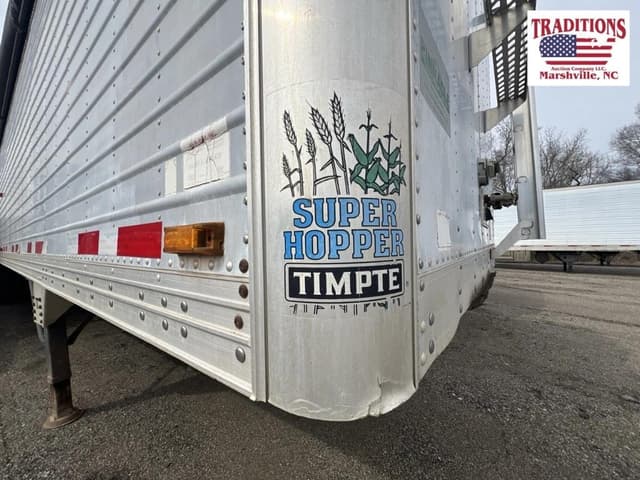 TRADITIONS
Auction Company LLC.
Marshville, NC
SUPER
HOPPER
TIMPTE